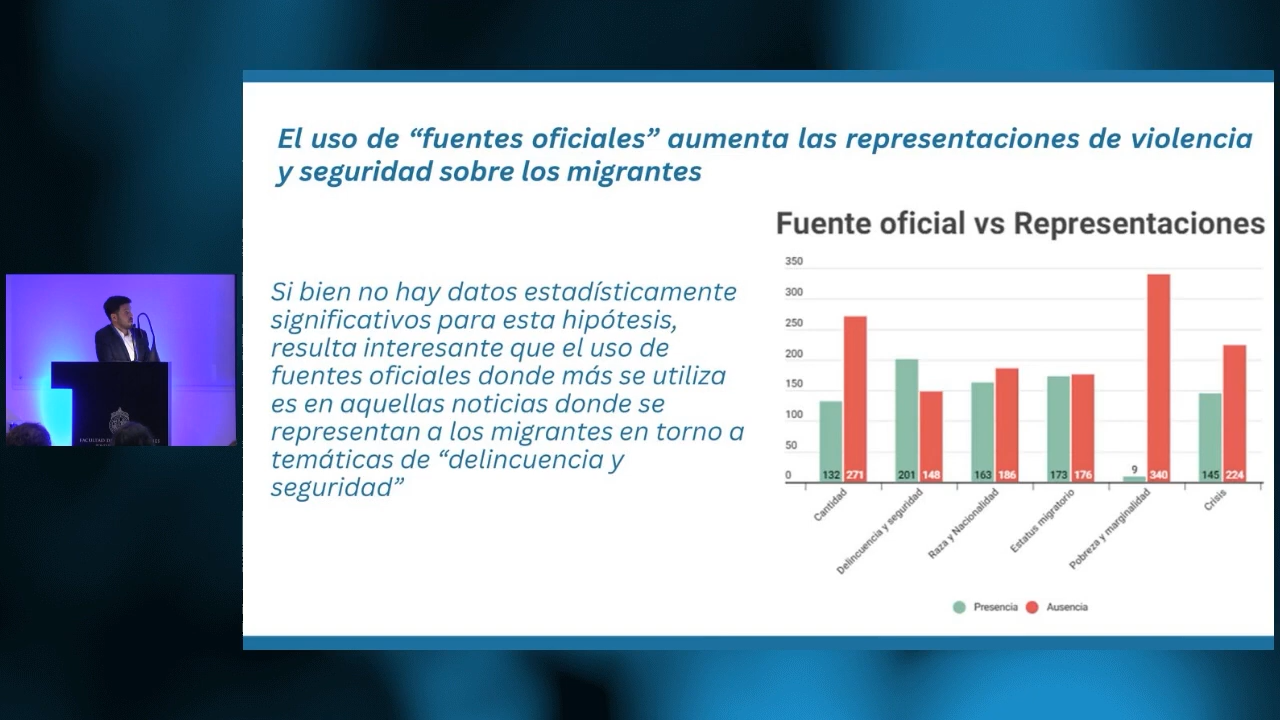 El uso de “fuentes oficiales” aumenta las representaciones de violencia
y seguridad sobre los migrantes
Si bien no hay datos estadísticamente
significativos para esta hipótesis,
resulta interesante que el uso de
fuentes oficiales donde más se utiliza
es en aquellas noticias donde se
representan a los migrantes en torno a
temáticas de “delincuencia y
seguridad”
Fuente oficial vs Representaciones
350
300
250
200
150
100
50
0
132 271 201 148 163 186 173 176 9 340 145 224
Cantidad
Delincuencia y seguridad
Raza y Nacionalidad
Estatus migratorio
Pobreza y marginalidad
Crisis
Presencia Ausencia